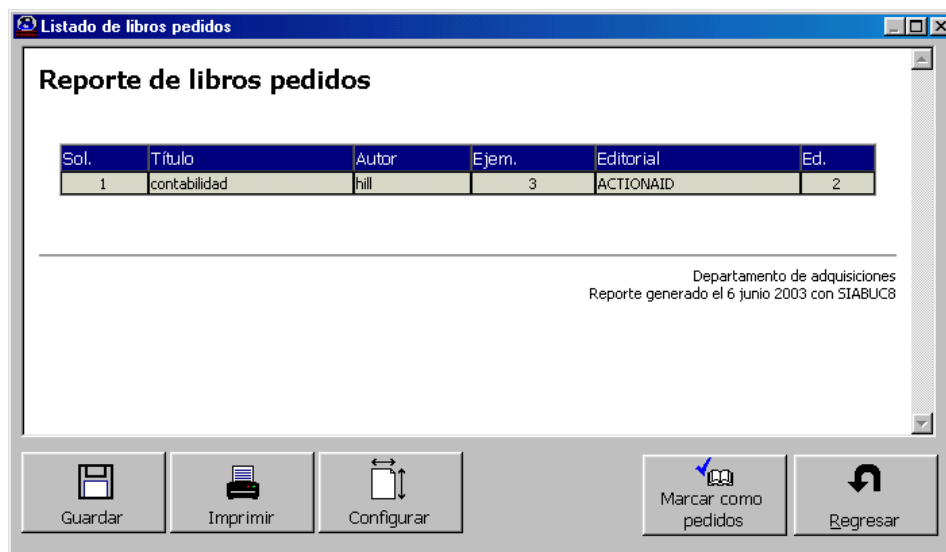 Listado de libros pedidos
Reporte de libros pedidos
Sol. Título Autor Ejem. Editorial Ed.
1 contabilidad hill 3 ACTIONAID 2
Departamento de adquisiciones
Reporte generado el 6 junio 2003 con SIABUC8
Guardar Imprimir Configurar Marcar como
pedidos Regresar